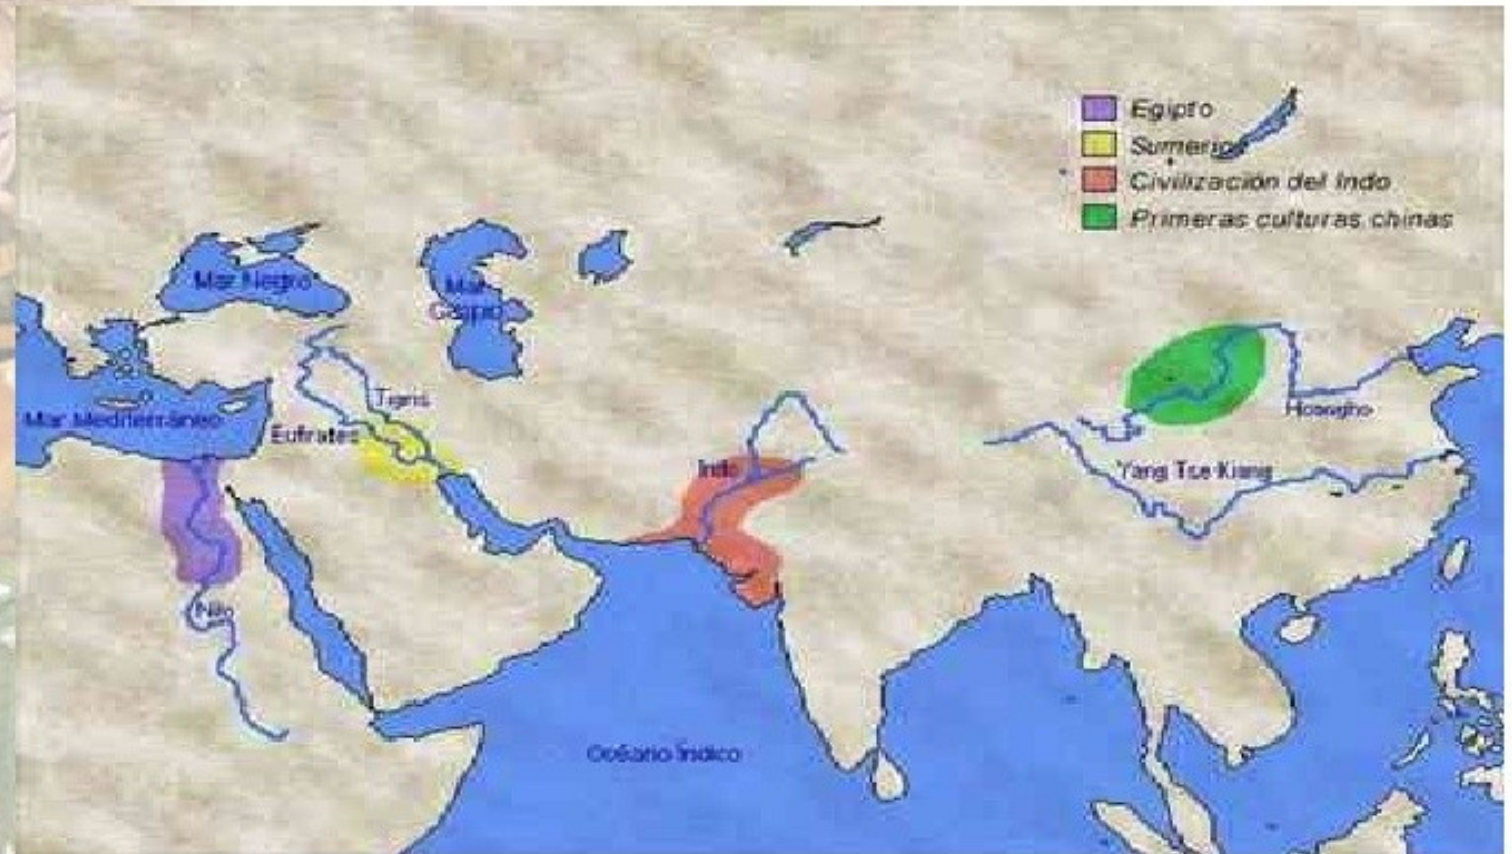 Egipto
Sumerios
Civilización del Indo
Primeras culturas chinas
Mar Negro
Mar
Caspio
Tigris
Mar Mediterráneo
Eufrates
Hoangho
Indo
Yang Tse Kiang
Nilo
Océano Índico